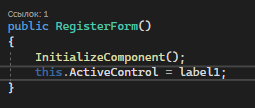 Ссылок: 1
public RegisterForm()
{
InitializeComponent();
this.ActiveControl = label1;
}